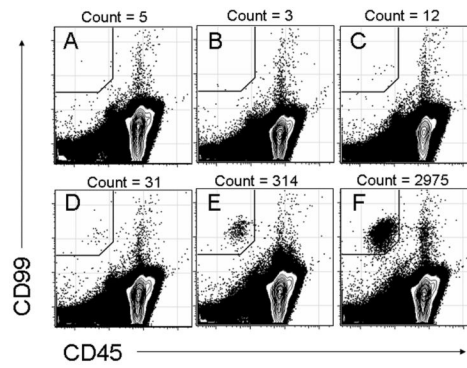 Count = 5
Count = 3
Count = 12
A
B
C
Count = 31
Count = 314
Count = 2975
D
E
F
CD99
CD45